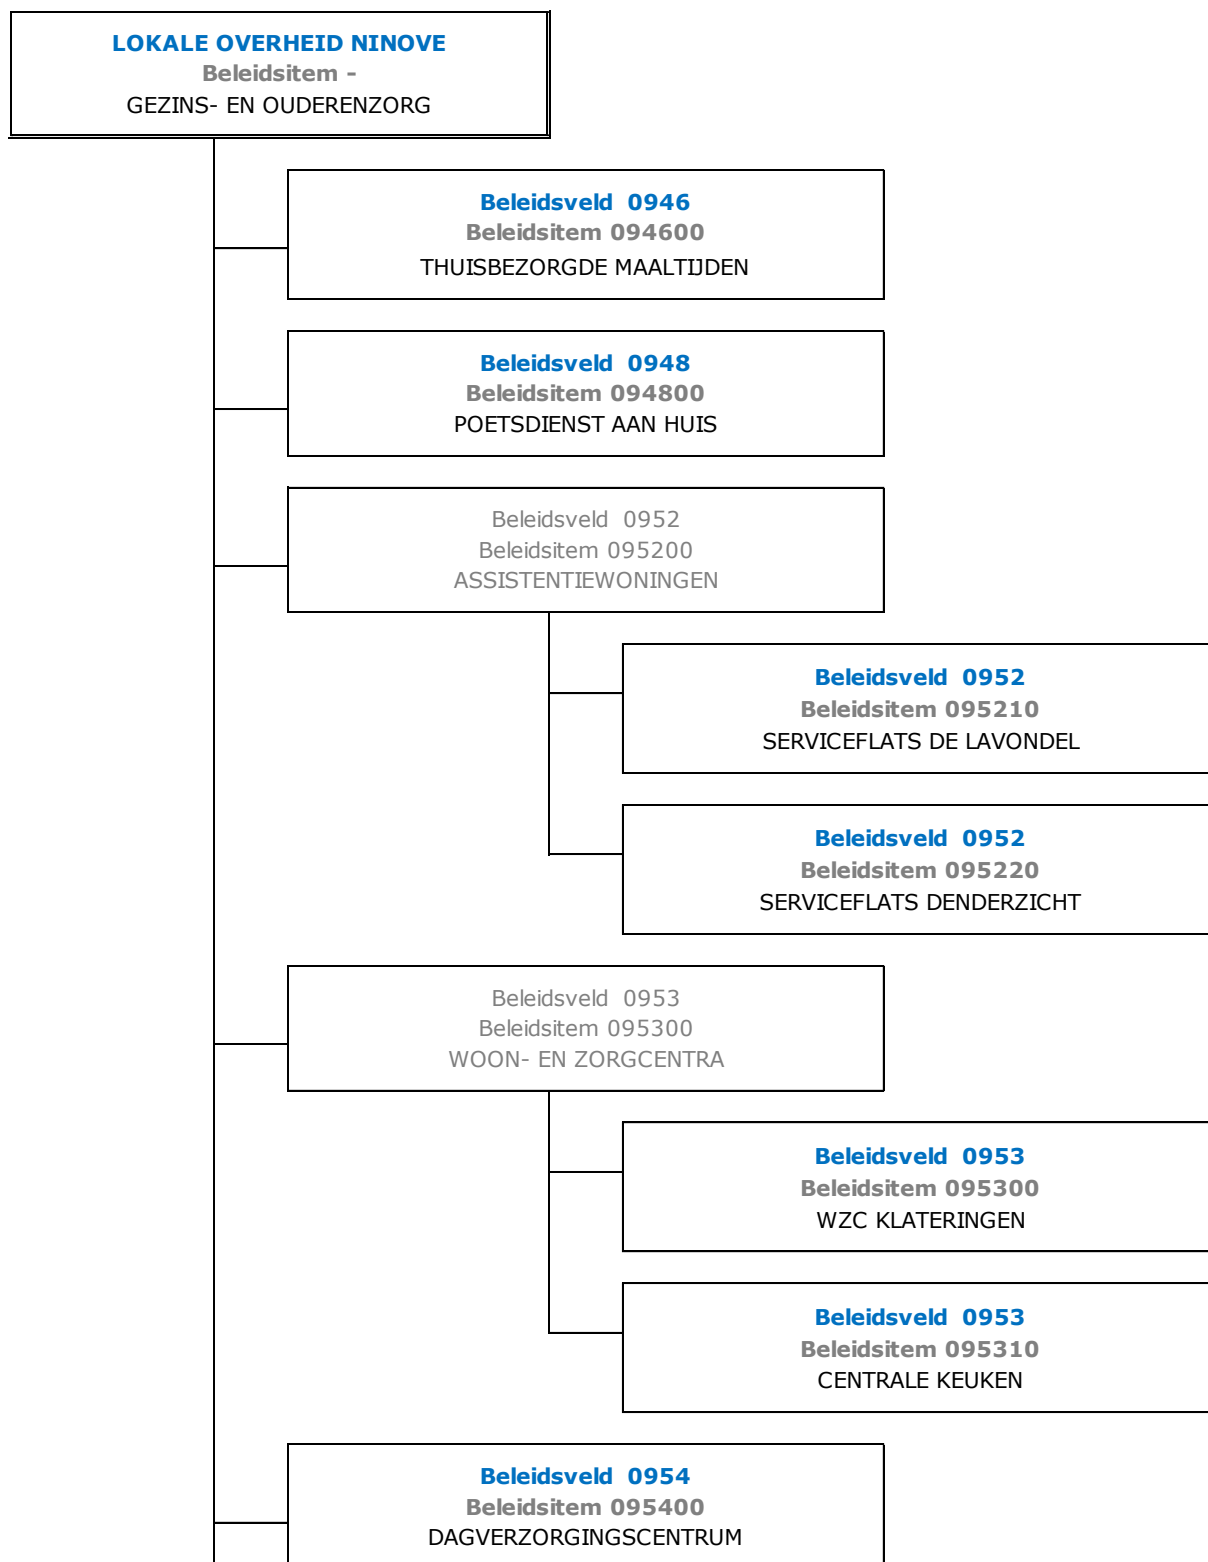 LOKALE OVERHEID NINOVE
Beleidsitem -
GEZINS- EN OUDERENZORG
Beleidsveld 0946
Beleidsitem 094600
THUISBEZORGDE MAALTIJDEN
Beleidsveld 0948
Beleidsitem 094800
POETSDIENST AAN HUIS
Beleidsveld 0952
Beleidsitem 095200
ASSISTENTIEWONINGEN
Beleidsveld 0952
Beleidsitem 095210
SERVICEFLATS DE LAVONDEL
Beleidsveld 0952
Beleidsitem 095220
SERVICEFLATS DENDERZICHT
Beleidsveld 0953
Beleidsitem 095300
WOON- EN ZORGCENTRA
Beleidsveld 0953
Beleidsitem 095300
WZC KLATERINGEN
Beleidsveld 0953
Beleidsitem 095310
CENTRALE KEUKEN
Beleidsveld 0954
Beleidsitem 095400
DAGVERZORGINGSCENTRUM